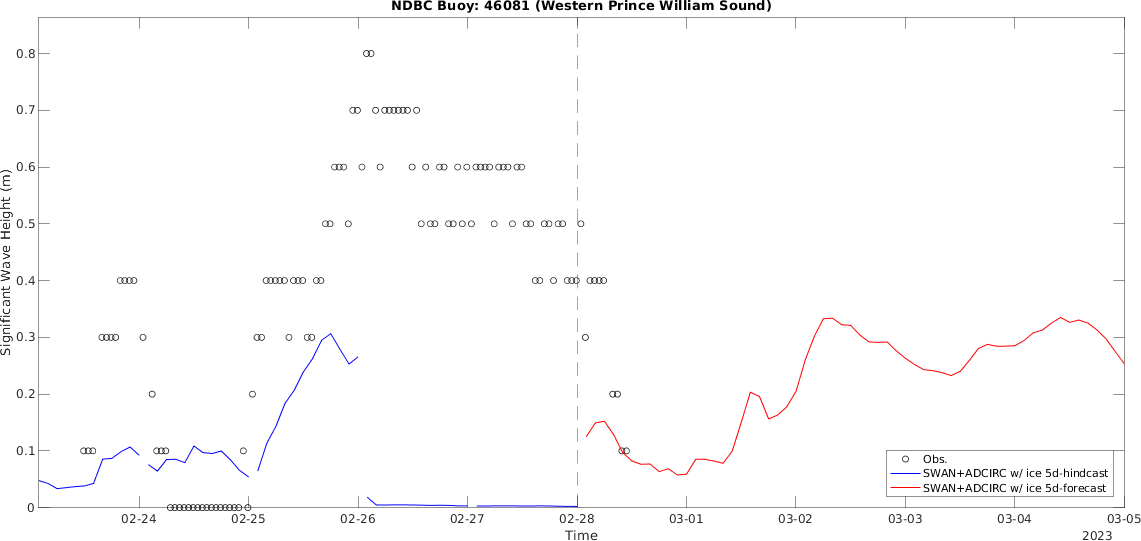 NDBC Buoy: 46081 (Western Prince William Sound)
Significant Wave Height (m)
0.8
0.7
0.6
0.5
0.4
0.3
0.2
0.1
0
Obs.
SWAN+ADCIRC w/ ice 5d-hindcast
SWAN+ADCIRC w/ ice 5d-forecast
02-24 02-25 02-26 02-27 02-28 03-01 03-02 03-03 03-04 03-05
Time
2023